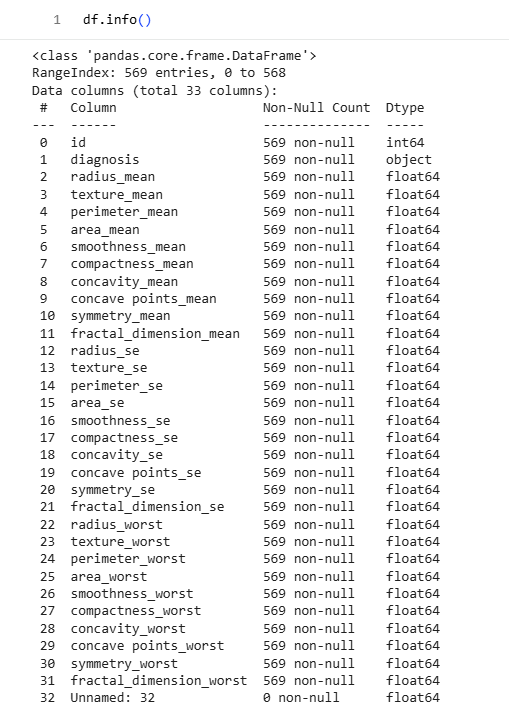 1 df.info()
<class 'pandas.core.frame.DataFrame'>
RangeIndex: 569 entries, 0 to 568
Data columns (total 33 columns):
 #   Column                   Non-Null Count  Dtype
---  ------                   --------------  -----
 0   id                       569 non-null    int64
 1   diagnosis                569 non-null    object
 2   radius_mean              569 non-null    float64
 3   texture_mean             569 non-null    float64
 4   perimeter_mean           569 non-null    float64
 5   area_mean                569 non-null    float64
 6   smoothness_mean          569 non-null    float64
 7   compactness_mean         569 non-null    float64
 8   concavity_mean           569 non-null    float64
 9   concave points_mean      569 non-null    float64
 10  symmetry_mean            569 non-null    float64
 11  fractal_dimension_mean   569 non-null    float64
 12  radius_se                569 non-null    float64
 13  texture_se               569 non-null    float64
 14  perimeter_se             569 non-null    float64
 15  area_se                  569 non-null    float64
 16  smoothness_se            569 non-null    float64
 17  compactness_se           569 non-null    float64
 18  concavity_se             569 non-null    float64
 19  concave points_se        569 non-null    float64
 20  symmetry_se              569 non-null    float64
 21  fractal_dimension_se     569 non-null    float64
 22  radius_worst             569 non-null    float64
 23  texture_worst            569 non-null    float64
 24  perimeter_worst          569 non-null    float64
 25  area_worst               569 non-null    float64
 26  smoothness_worst         569 non-null    float64
 27  compactness_worst        569 non-null    float64
 28  concavity_worst          569 non-null    float64
 29  concave points_worst     569 non-null    float64
 30  symmetry_worst           569 non-null    float64
 31  fractal_dimension_worst  569 non-null    float64
 32  Unnamed: 32              0 non-null      float64